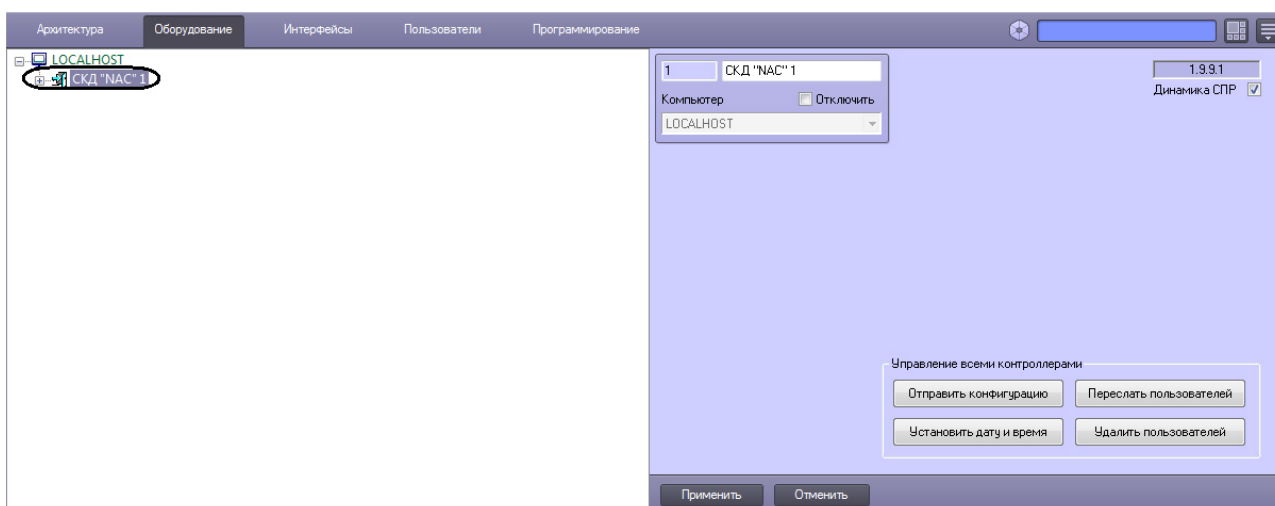 Архитектура Оборудование Интерфейсы Пользователи Программирование
LOCALHOST
СКД "NAC" 1
1 СКД "NAC" 1 1.9.9.1
Компьютер Отключить Динамика СПР
LOCALHOST
Управление всеми контроллерами
Отправить конфигурацию Переслать пользователей
Установить дату и время Удалить пользователей
Применить Отменить